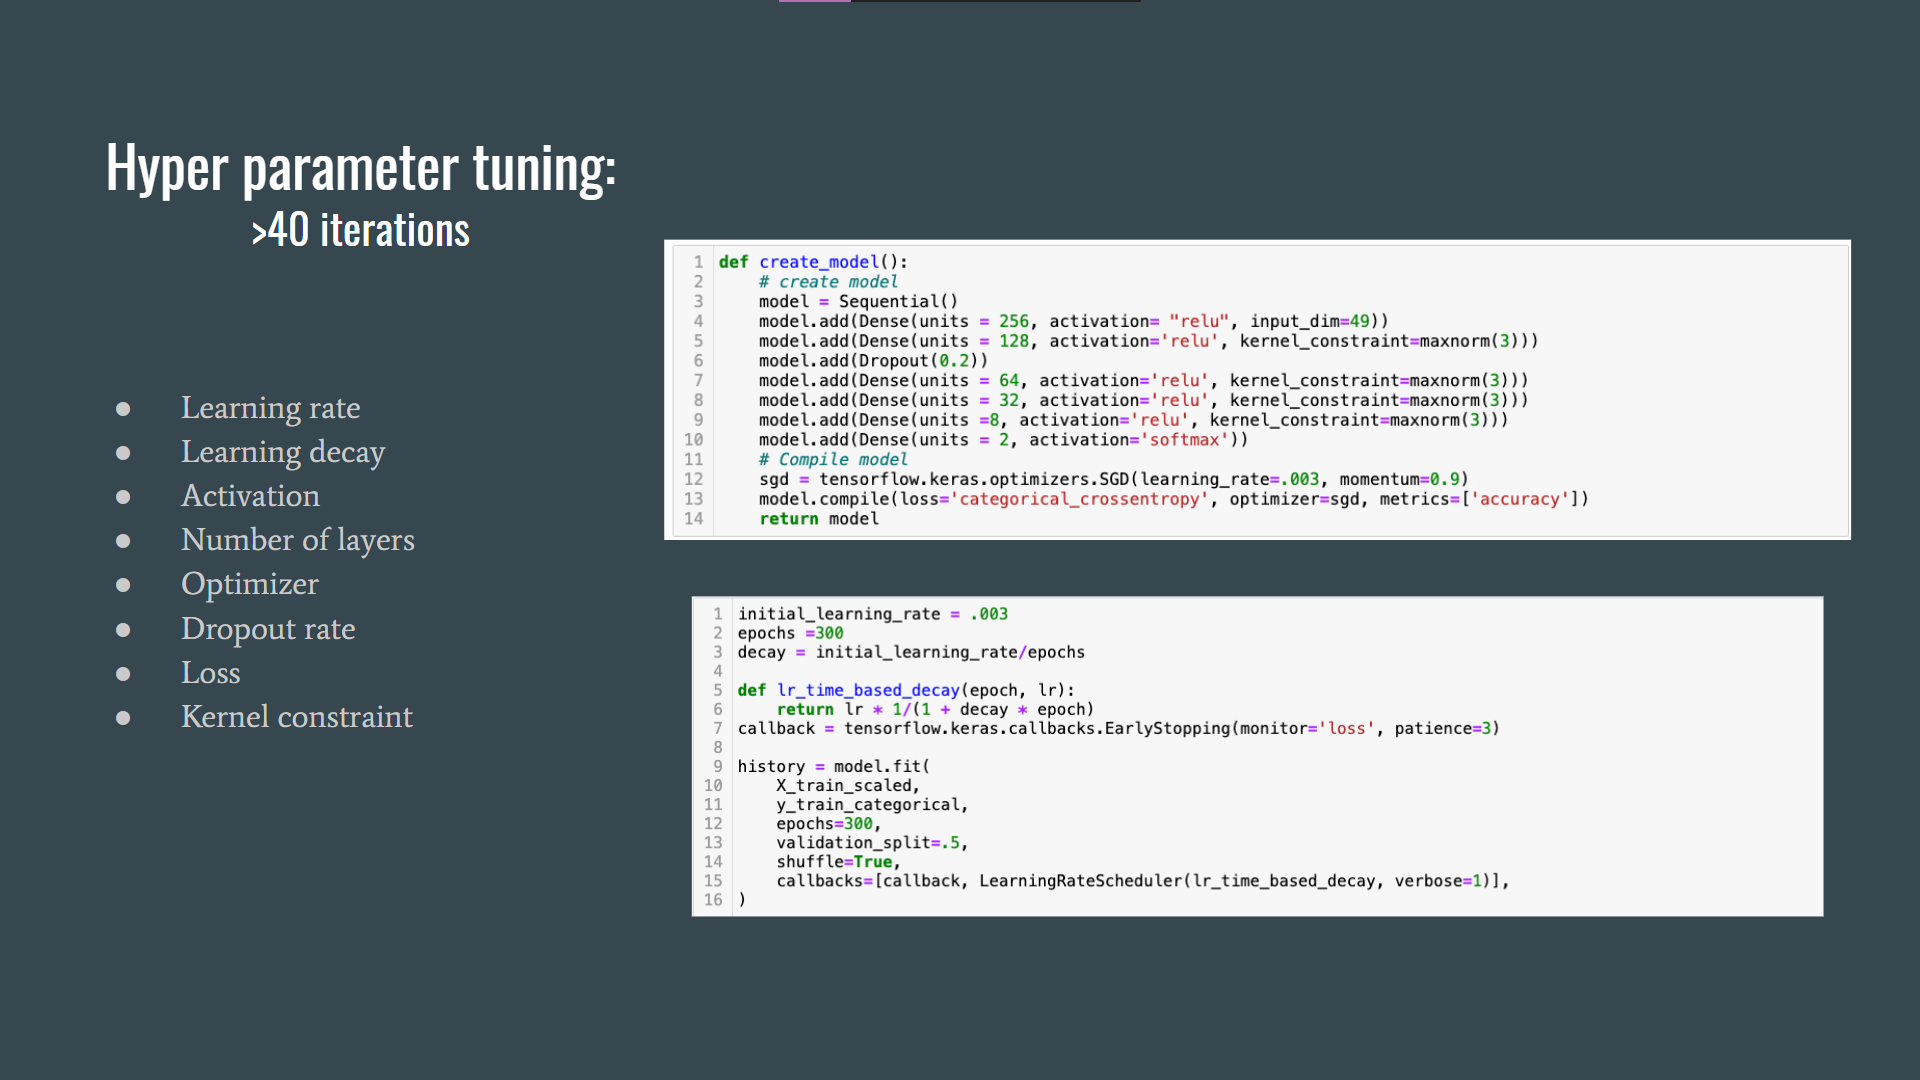 Hyper parameter tuning:
>40 iterations
● Learning rate
● Learning decay
● Activation
● Number of layers
● Optimizer
● Dropout rate
● Loss
● Kernel constraint
1 def create_model():
2     # create model
3     model = Sequential()
4     model.add(Dense(units = 256, activation= "relu", input_dim=49))
5     model.add(Dense(units = 128, activation='relu', kernel_constraint=maxnorm(3)))
6     model.add(Dropout(0.2))
7     model.add(Dense(units = 64, activation='relu', kernel_constraint=maxnorm(3)))
8     model.add(Dense(units = 32, activation='relu', kernel_constraint=maxnorm(3)))
9     model.add(Dense(units =8, activation='relu', kernel_constraint=maxnorm(3)))
10     model.add(Dense(units = 2, activation='softmax'))
11     # Compile model
12     sgd = tensorflow.keras.optimizers.SGD(learning_rate=.003, momentum=0.9)
13     model.compile(loss='categorical_crossentropy', optimizer=sgd, metrics=['accuracy'])
14     return model
1 initial_learning_rate = .003
2 epochs =300
3 decay = initial_learning_rate/epochs
4
5 def lr_time_based_decay(epoch, lr):
6     return lr * 1/(1 + decay * epoch)
7 callback = tensorflow.keras.callbacks.EarlyStopping(monitor='loss', patience=3)
8
9 history = model.fit(
10     X_train_scaled,
11     y_train_categorical,
12     epochs=300,
13     validation_split=.5,
14     shuffle=True,
15     callbacks=[callback, LearningRateScheduler(lr_time_based_decay, verbose=1)],
16 )